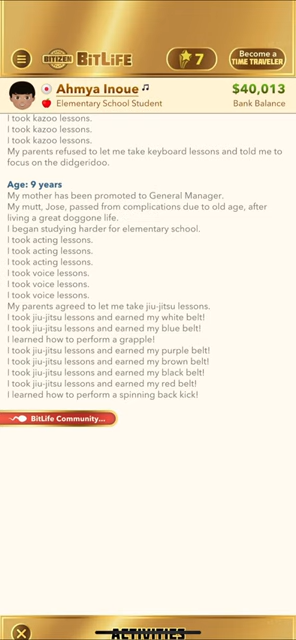 BITIZEN BITLIFE 7 Become a
TIME TRAVELER
Ahmya Inoue $40,013
Elementary School Student Bank Balance
I took kazoo lessons.
I took kazoo lessons.
I took kazoo lessons.
My parents refused to let me take keyboard lessons and told me to
focus on the didgeridoo.
Age: 9 years
My mother has been promoted to General Manager.
My mutt, Jose, passed from complications due to old age, after
living a great doggone life.
I began studying harder for elementary school.
I took acting lessons.
I took acting lessons.
I took acting lessons.
I took voice lessons.
I took voice lessons.
I took voice lessons.
My parents agreed to let me take jiu-jitsu lessons.
I took jiu-jitsu lessons and earned my white belt!
I took jiu-jitsu lessons and earned my blue belt!
I learned how to perform a grapple!
I took jiu-jitsu lessons and earned my purple belt!
I took jiu-jitsu lessons and earned my brown belt!
I took jiu-jitsu lessons and earned my black belt!
I took jiu-jitsu lessons and earned my red belt!
I learned how to perform a spinning back kick!
BitLife Community...
ACTIVITIES